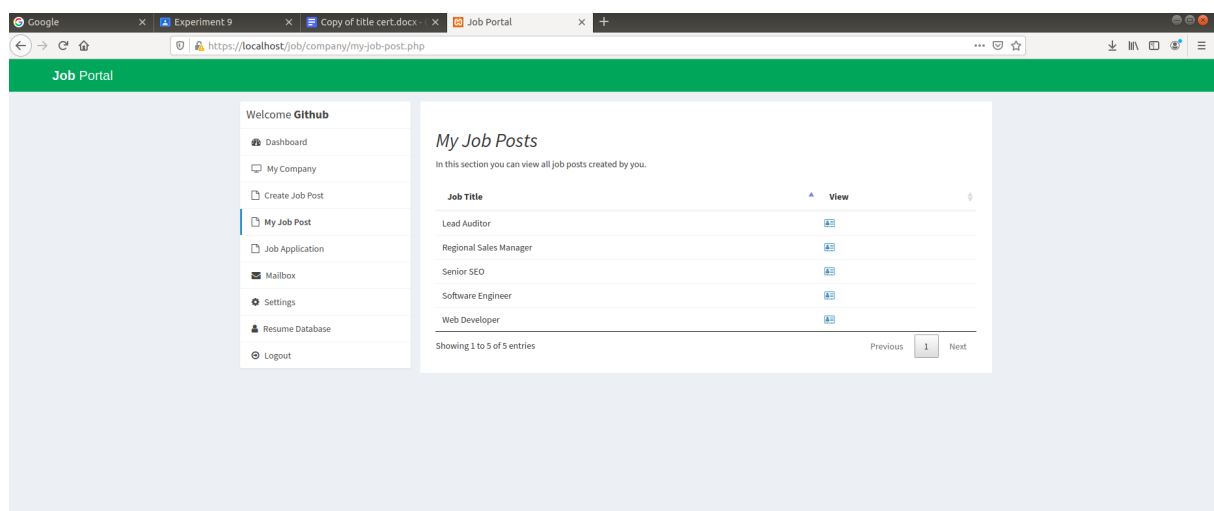 Google
Experiment 9
Copy of title cert.docx -
Job Portal
https://localhost/job/company/my-job-post.php
Job Portal
Welcome Github
Dashboard
My Company
Create Job Post
My Job Post
Job Application
Mailbox
Settings
Resume Database
Logout
My Job Posts
In this section you can view all job posts created by you.
Job Title View
Lead Auditor
Regional Sales Manager
Senior SEO
Software Engineer
Web Developer
Showing 1 to 5 of 5 entries
Previous 1 Next